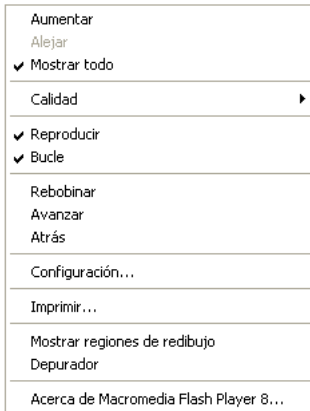 Aumentar
Alejar
Mostrar todo
Calidad
Reproducir
Bucle
Rebobinar
Avanzar
Atrás
Configuración...
Imprimir...
Mostrar regiones de redibujo
Depurador
Acerca de Macromedia Flash Player 8...